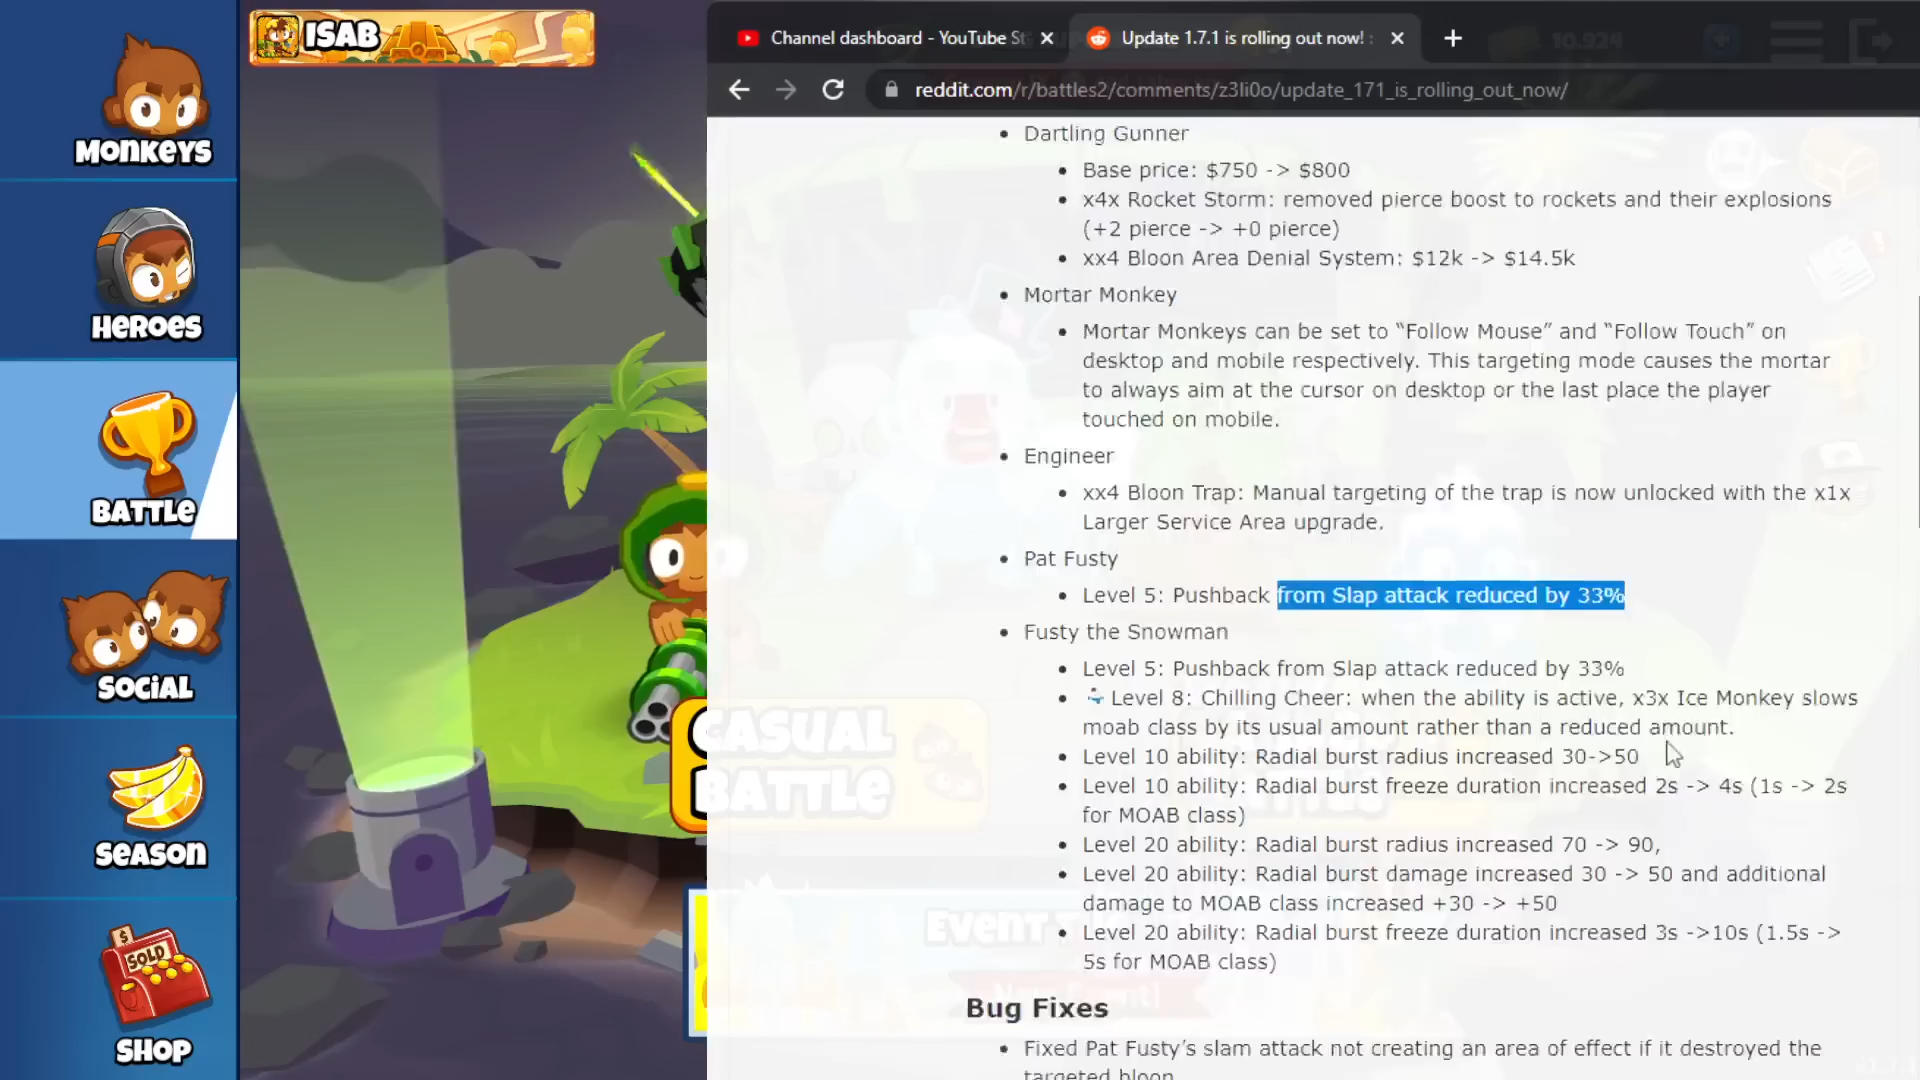 ISAB
MONKEYS
HEROES
BATTLE
SOCIAL
SEASON
SOLD
SHOP
Channel dashboard - YouTube St
Update 1.7.1 is rolling out now! :
10,924
reddit.com/r/battles2/comments/z3li0o/update_171_is_rolling_out_now/
• Dartling Gunner
• Base price: $750 -> $800
• x4x Rocket Storm: removed pierce boost to rockets and their explosions
(+2 pierce -> +0 pierce)
• xx4 Bloon Area Denial System: $12k -> $14.5k
• Mortar Monkey
• Mortar Monkeys can be set to “Follow Mouse” and “Follow Touch” on
desktop and mobile respectively. This targeting mode causes the mortar
to always aim at the cursor on desktop or the last place the player
touched on mobile.
• Engineer
• xx4 Bloon Trap: Manual targeting of the trap is now unlocked with the x1x
Larger Service Area upgrade.
• Pat Fusty
• Level 5: Pushback from Slap attack reduced by 33%
• Fusty the Snowman
• Level 5: Pushback from Slap attack reduced by 33%
• Level 8: Chilling Cheer: when the ability is active, x3x Ice Monkey slows
moab class by its usual amount rather than a reduced amount.
• Level 10 ability: Radial burst radius increased 30->50
• Level 10 ability: Radial burst freeze duration increased 2s -> 4s (1s -> 2s
for MOAB class)
• Level 20 ability: Radial burst radius increased 70 -> 90,
• Level 20 ability: Radial burst damage increased 30 -> 50 and additional
damage to MOAB class increased +30 -> +50
• Level 20 ability: Radial burst freeze duration increased 3s ->10s (1.5s ->
5s for MOAB class)
Bug Fixes
• Fixed Pat Fusty’s slam attack not creating an area of effect if it destroyed the
targeted bloon
CASUAL
BATTLE
EVENT
New Event!